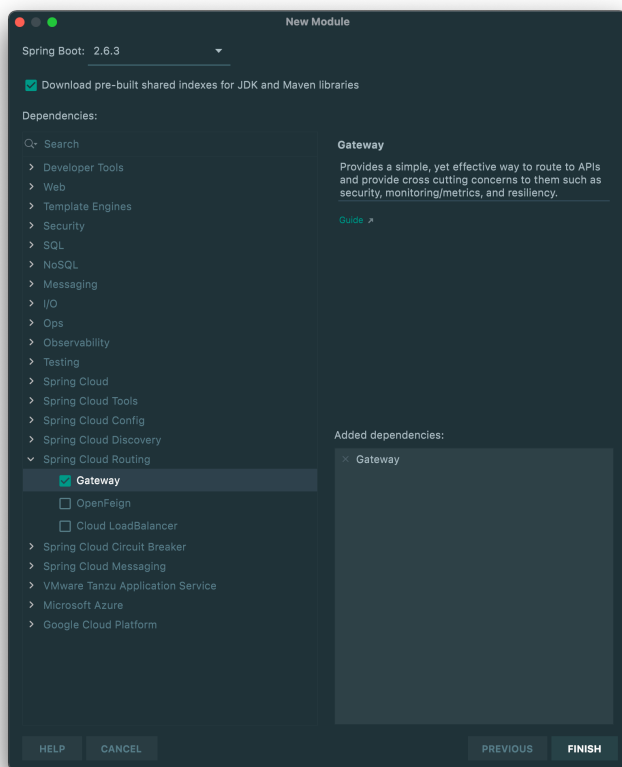 New Module
Spring Boot: 2.6.3
Download pre-built shared indexes for JDK and Maven libraries
Dependencies:
Search
Developer Tools
Web
Template Engines
Security
SQL
NoSQL
Messaging
I/O
Ops
Observability
Testing
Spring Cloud
Spring Cloud Tools
Spring Cloud Config
Spring Cloud Discovery
Spring Cloud Routing
Gateway
OpenFeign
Cloud LoadBalancer
Spring Cloud Circuit Breaker
Spring Cloud Messaging
VMware Tanzu Application Service
Microsoft Azure
Google Cloud Platform
Gateway
Provides a simple, yet effective way to route to APIs
and provide cross cutting concerns to them such as
security, monitoring/metrics, and resiliency.
Guide
Added dependencies:
Gateway
HELP
CANCEL
PREVIOUS
FINISH